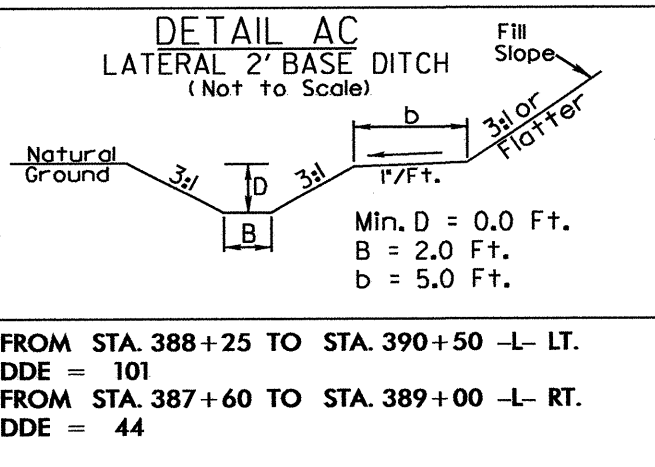 DETAIL AC
LATERAL 2' BASE DITCH
(Not to Scale)
Fill
Slope
b
3:1 or
Flatter
Natural
Ground
3:1
D
3:1
1"/Ft.
B
Min. D = 0.0 Ft.
B = 2.0 Ft.
b = 5.0 Ft.
FROM STA. 388+25 TO STA. 390+50 -L- LT.
DDE = 101
FROM STA. 387+60 TO STA. 389+00 -L- RT.
DDE = 44